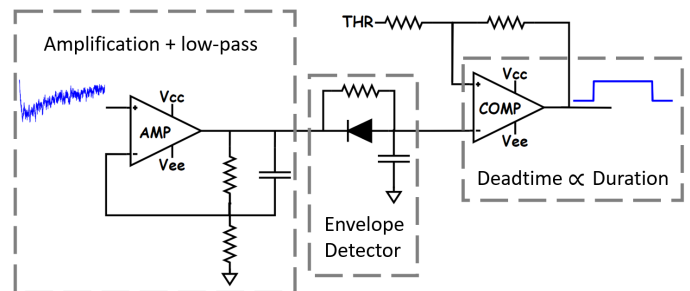 Amplification + low-pass
THR
Vcc
+
AMP
-
Vee
Vcc
+
COMP
-
Vee
Deadtime ∝ Duration
Envelope
Detector